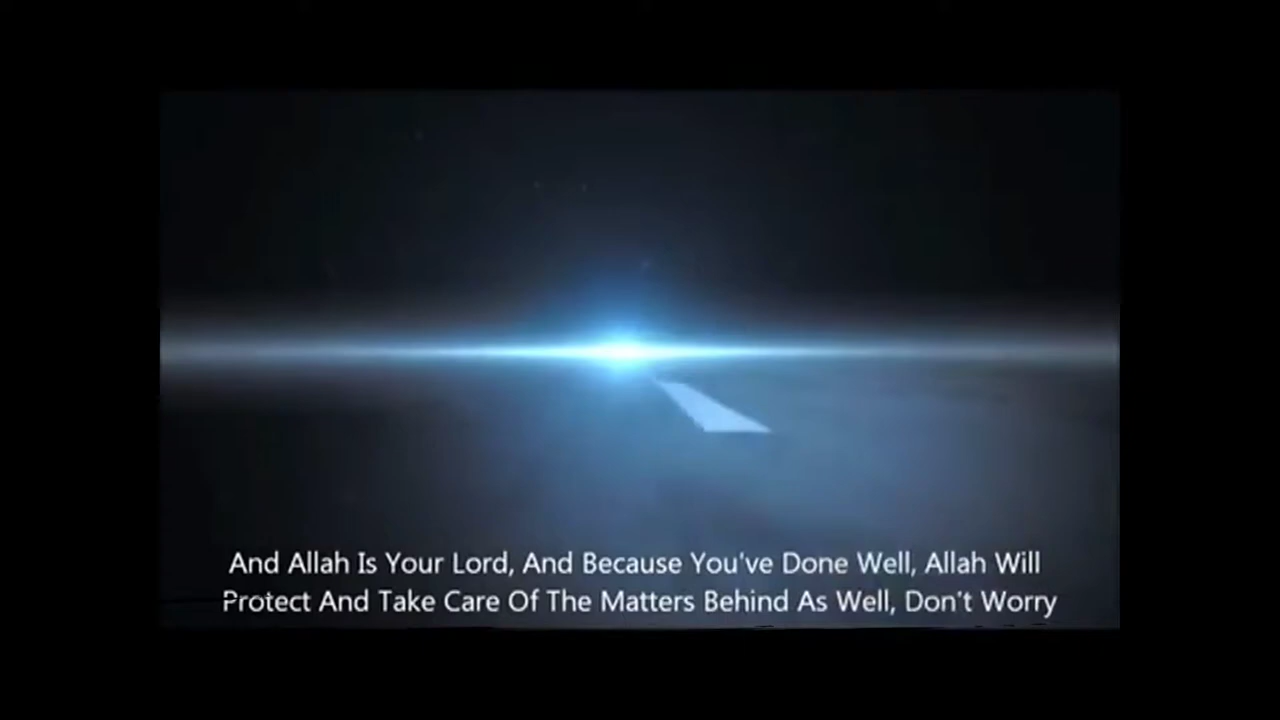 And Allah Is Your Lord, And Because You've Done Well, Allah Will
Protect And Take Care Of The Matters Behind As Well, Don't Worry